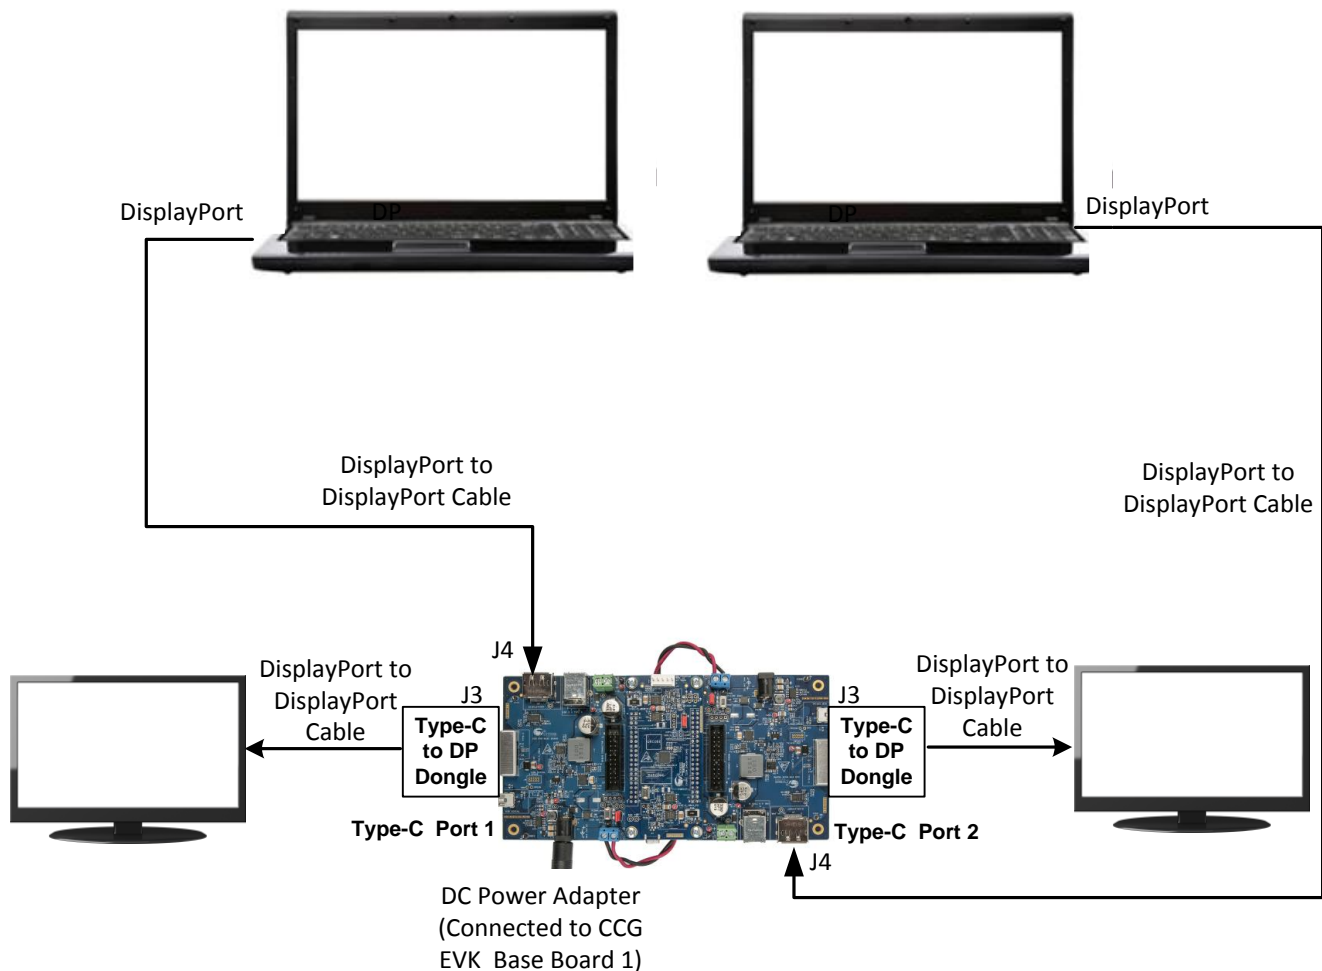 DP
DP
DisplayPort
DisplayPort
DisplayPort to
DisplayPort Cable
DisplayPort to
DisplayPort Cable
J4
DisplayPort to
DisplayPort
Cable
J3
Type-C
to DP
Dongle
Type-C Port 1
J3
Type-C
to DP
Dongle
Type-C Port 2
DisplayPort to
DisplayPort
Cable
J4
DC Power Adapter
(Connected to CCG
EVK Base Board 1)